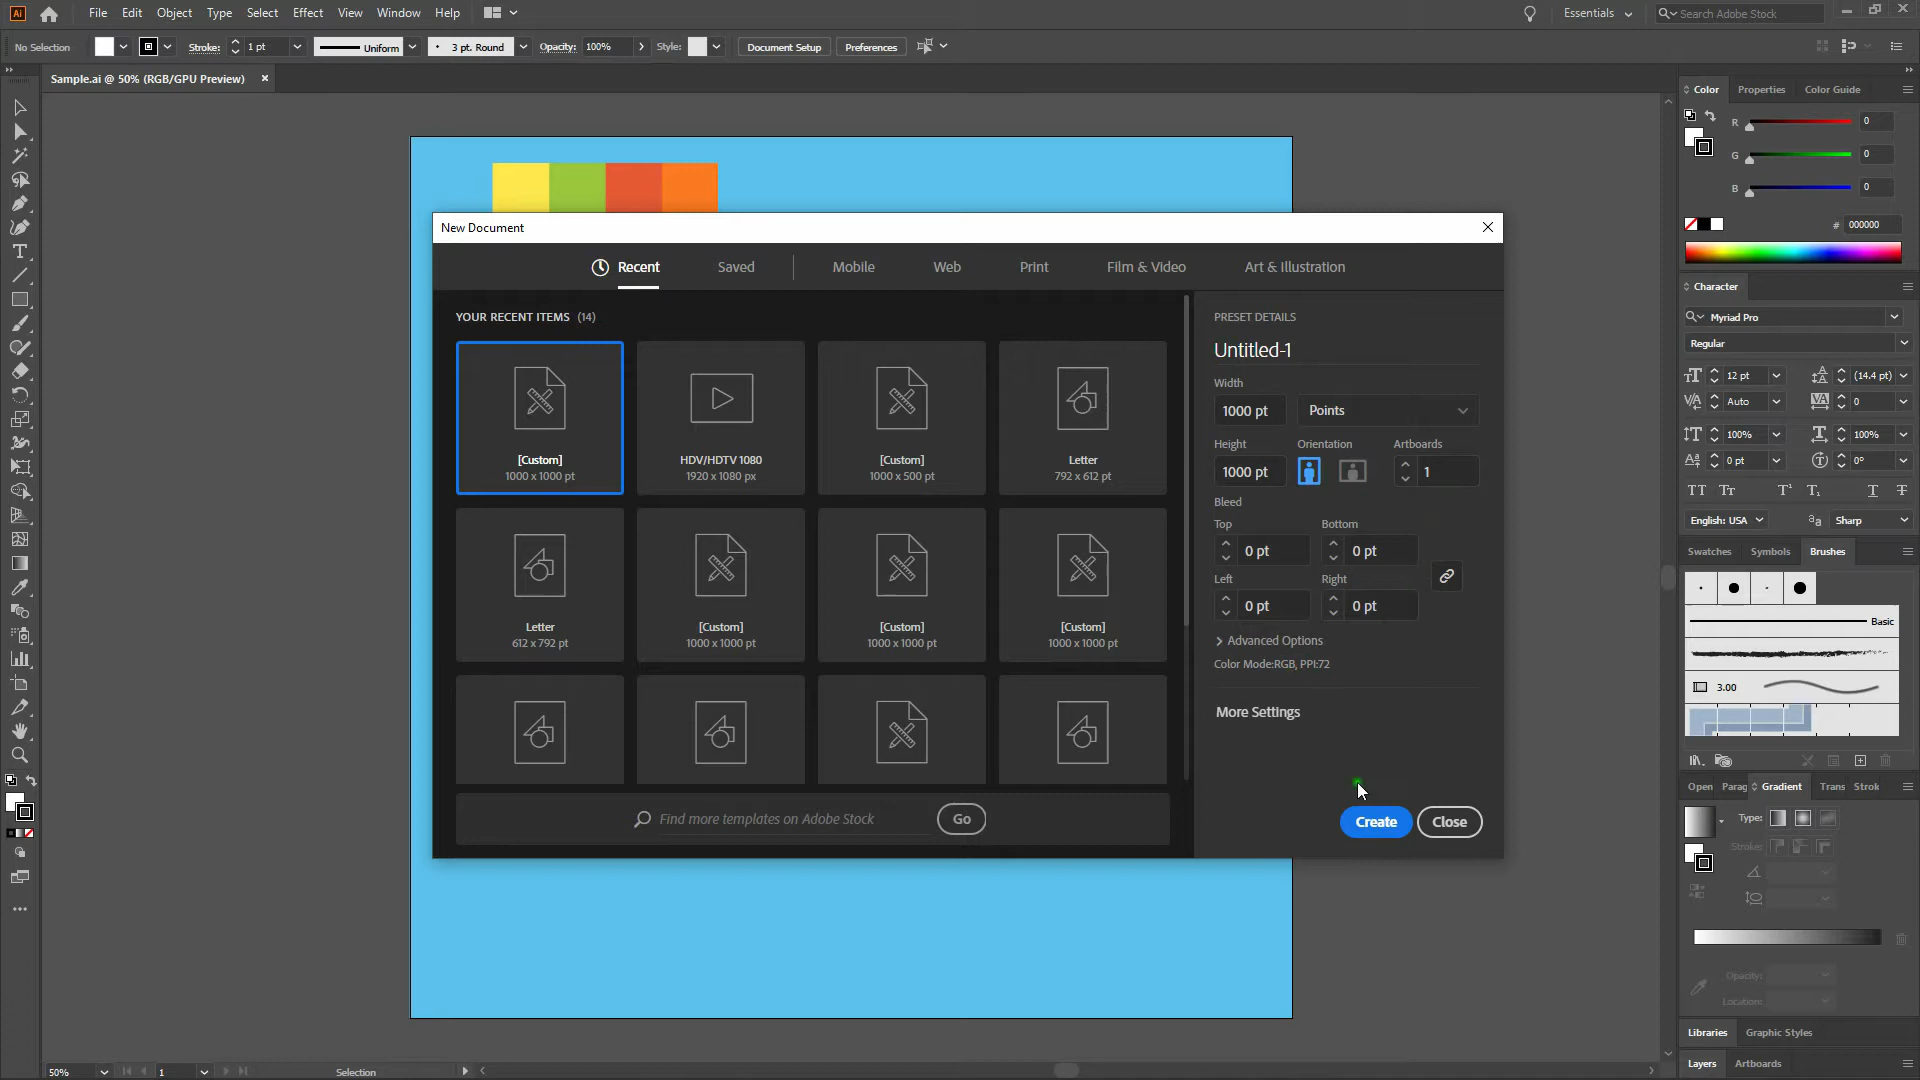 Ai File Edit Object Type Select Effect View Window Help Essentials Search Adobe Stock
No Selection Stroke: 1 pt Uniform 3 pt. Round Opacity: 100% Style: Document Setup Preferences
Sample.ai @ 50% (RGB/GPU Preview)
New Document
Recent Saved Mobile Web Print Film & Video Art & Illustration
YOUR RECENT ITEMS (14)
[Custom] HDV/HDTV 1080 [Custom] Letter
1000 x 1000 pt 1920 x 1080 px 1000 x 500 pt 792 x 612 pt
Letter [Custom] [Custom] [Custom]
612 x 792 pt 1000 x 1000 pt 1000 x 1000 pt 1000 x 1000 pt
Find more templates on Adobe Stock Go
PRESET DETAILS
Untitled-1
Width
1000 pt Points
Height Orientation Artboards
1000 pt 1
Bleed
Top Bottom
0 pt 0 pt
Left Right
0 pt 0 pt
Advanced Options
Color Mode:RGB, PPI:72
More Settings
Create Close
Color Properties Color Guide
R 0
G 0
B 0
# 000000
Character
Myriad Pro
Regular
12 pt (14.4 pt)
Auto 0
100% 100%
0 pt 0°
TT Tr T¹ T₁ T T
English: USA aa Sharp
Swatches Symbols Brushes
Basic
3.00
Open Parag Gradient Trans Strok
Type:
Stroke:
Opacity:
Location:
Libraries Graphic Styles
Layers Artboards
50% 1 Selection